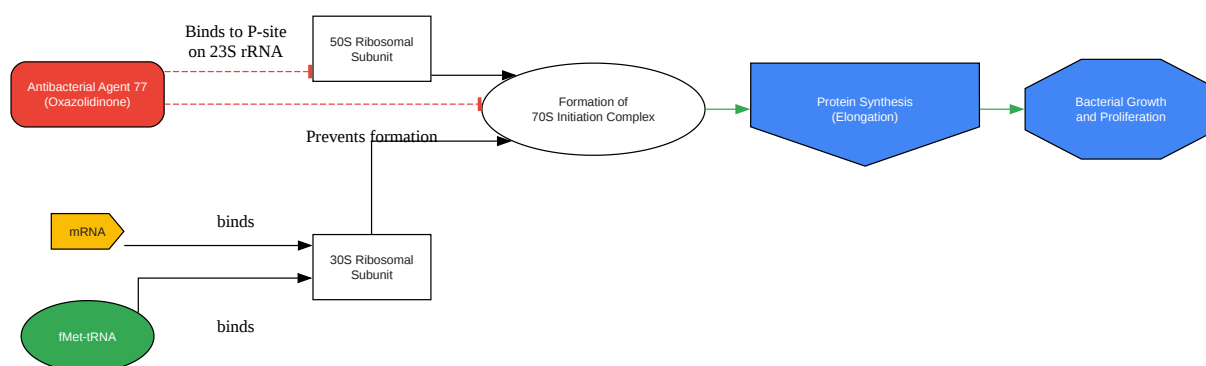 Binds to P-site
on 23S rRNA
50S Ribosomal
Subunit
Antibacterial Agent 77
(Oxazolidinone)
Formation of
70S Initiation Complex
Protein Synthesis
(Elongation)
Bacterial Growth
and Proliferation
Prevents formation
mRNA
binds
30S Ribosomal
Subunit
fMet-tRNA
binds